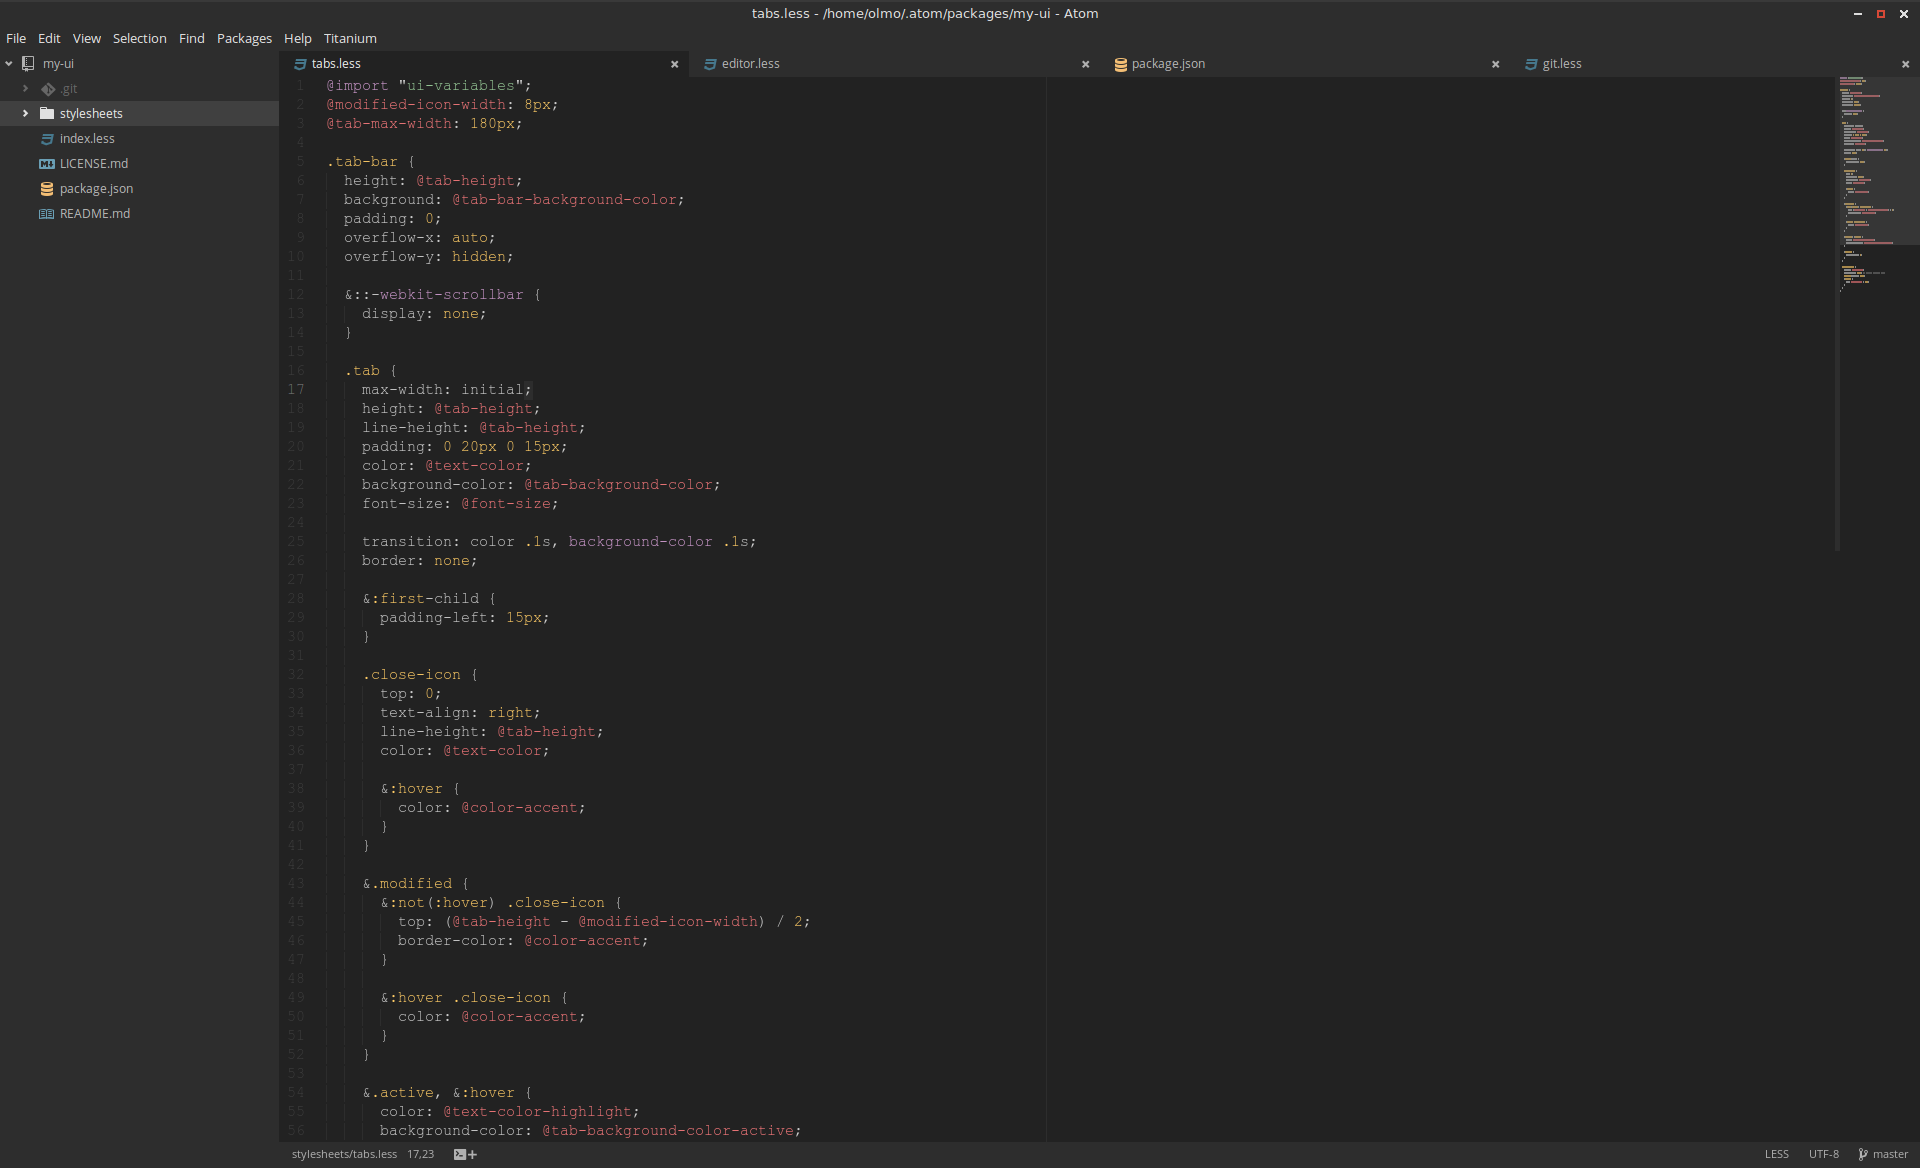 tabs.less - /home/olmo/.atom/packages/my-ui - Atom
File Edit View Selection Find Packages Help Titanium
my-ui
.git
stylesheets
index.less
LICENSE.md
package.json
README.md
tabs.less editor.less package.json git.less
1 @import "ui-variables";
2 @modified-icon-width: 8px;
3 @tab-max-width: 180px;
4
5 .tab-bar {
6 height: @tab-height;
7 background: @tab-bar-background-color;
8 padding: 0;
9 overflow-x: auto;
10 overflow-y: hidden;
11
12 &::-webkit-scrollbar {
13 display: none;
14 }
15
16 .tab {
17 max-width: initial;
18 height: @tab-height;
19 line-height: @tab-height;
20 padding: 0 20px 0 15px;
21 color: @text-color;
22 background-color: @tab-background-color;
23 font-size: @font-size;
24
25 transition: color .1s, background-color .1s;
26 border: none;
27
28 &:first-child {
29 padding-left: 15px;
30 }
31
32 .close-icon {
33 top: 0;
34 text-align: right;
35 line-height: @tab-height;
36 color: @text-color;
37
38 &:hover {
39 color: @color-accent;
40 }
41 }
42
43 &.modified {
44 &:not(:hover) .close-icon {
45 top: (@tab-height - @modified-icon-width) / 2;
46 border-color: @color-accent;
47 }
48
49 &:hover .close-icon {
50 color: @color-accent;
51 }
52 }
53
54 &.active, &:hover {
55 color: @text-color-highlight;
56 background-color: @tab-background-color-active;
stylesheets/tabs.less 17,23 LESS UTF-8 master